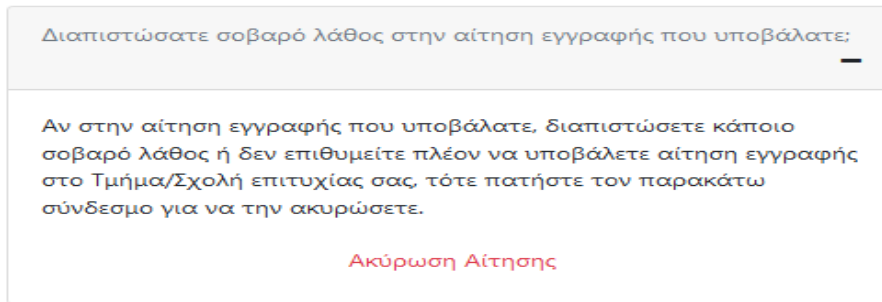 Διαπιστώσατε σοβαρό λάθος στην αίτηση εγγραφής που υποβάλατε;
Αν στην αίτηση εγγραφής που υποβάλατε, διαπιστώσετε κάποιο
σοβαρό λάθος ή δεν επιθυμείτε πλέον να υποβάλετε αίτηση εγγραφής
στο Τμήμα/Σχολή επιτυχίας σας, τότε πατήστε τον παρακάτω
σύνδεσμο για να την ακυρώσετε.
Ακύρωση Αίτησης